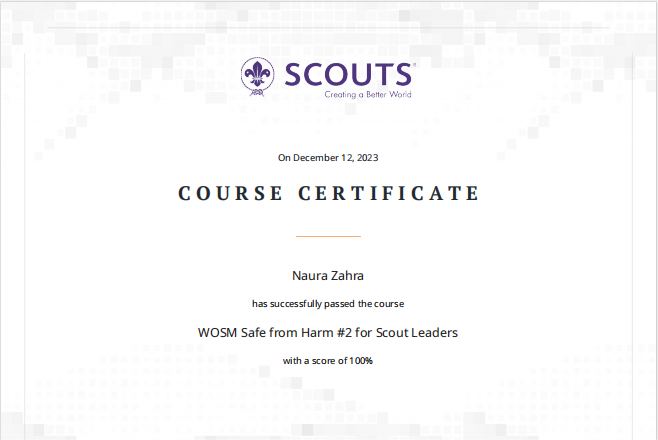 SCOUTS®
Creating a Better World
On December 12, 2023
COURSE CERTIFICATE
Naura Zahra
has successfully passed the course
WOSM Safe from Harm #2 for Scout Leaders
with a score of 100%